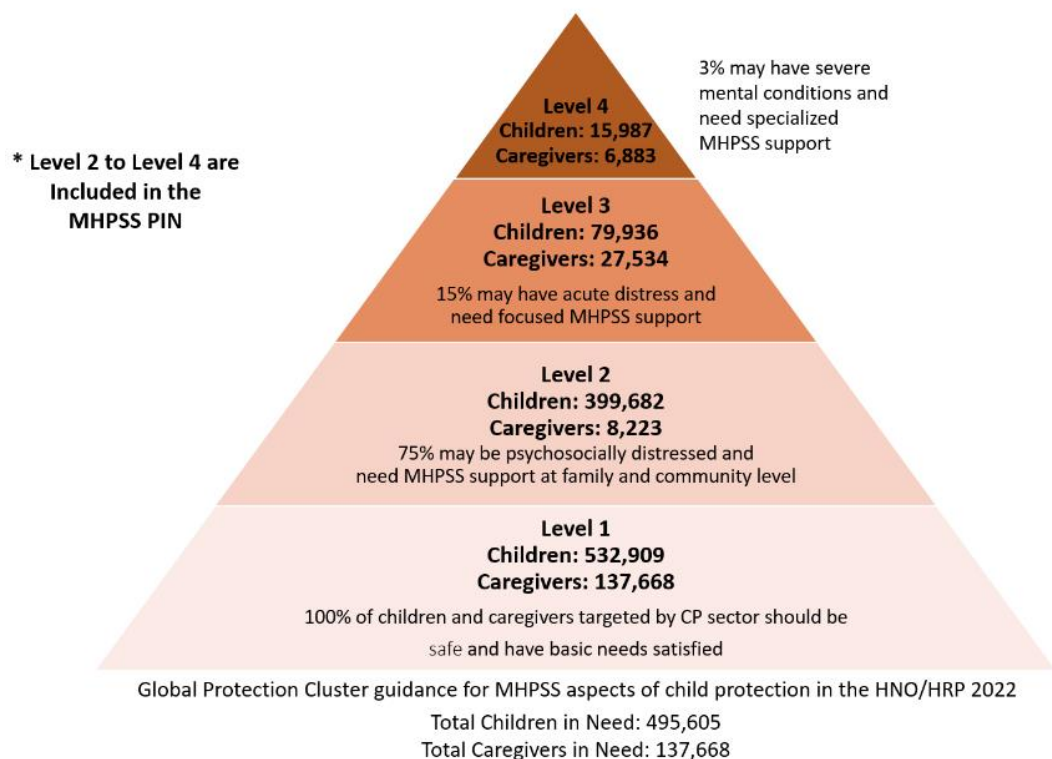 Level 4
Children: 15,987
Caregivers: 6,883
3% may have severe
mental conditions and
need specialized
MHPSS support
* Level 2 to Level 4 are
Included in the
MHPSS PIN
Level 3
Children: 79,936
Caregivers: 27,534
15% may have acute distress and
need focused MHPSS support
Level 2
Children: 399,682
Caregivers: 8,223
75% may be psychosocially distressed and
need MHPSS support at family and community level
Level 1
Children: 532,909
Caregivers: 137,668
100% of children and caregivers targeted by CP sector should be
safe and have basic needs satisfied
Global Protection Cluster guidance for MHPSS aspects of child protection in the HNO/HRP 2022
Total Children in Need: 495,605
Total Caregivers in Need: 137,668